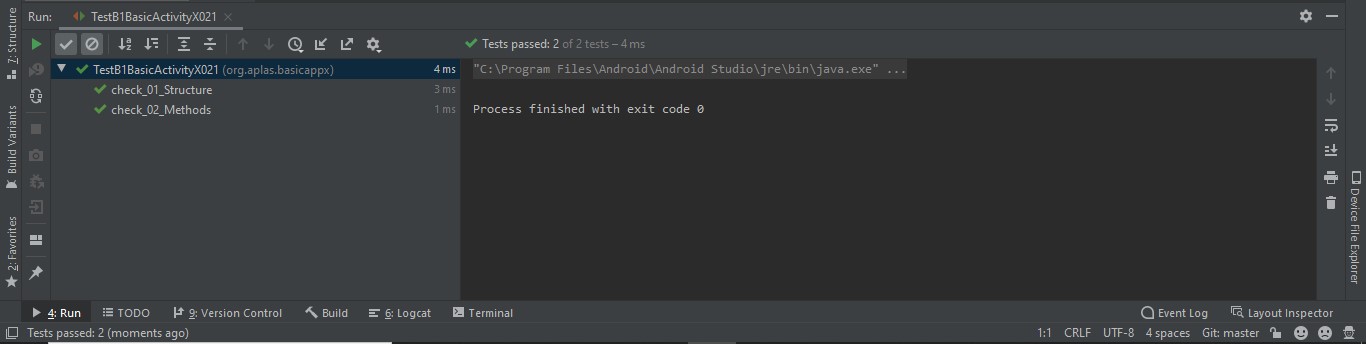 Run: TestB1BasicActivityX021
Tests passed: 2 of 2 tests – 4 ms
TestB1BasicActivityX021 (org.aplas.basicappx) 4 ms
check_01_Structure 3 ms
check_02_Methods 1 ms
"C:\Program Files\Android\Android Studio\jre\bin\java.exe" ...
Process finished with exit code 0
Z: Structure
Build Variants
2: Favorites
Device File Explorer
4: Run TODO 9: Version Control Build 6: Logcat Terminal Event Log Layout Inspector
Tests passed: 2 (moments ago) 1:1 CRLF UTF-8 4 spaces Git: master